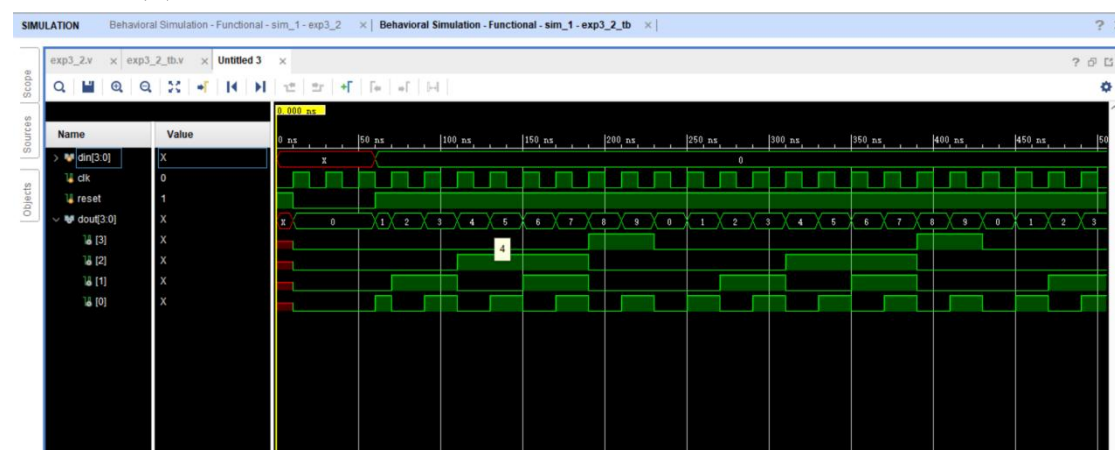 SIMULATION Behavioral Simulation - Functional - sim_1 - exp3_2 × Behavioral Simulation - Functional - sim_1 - exp3_2_tb × ?
exp3_2.v × exp3_2_tb.v × Untitled 3 × ?
Scope
Sources
Objects
0.000 ns
Name Value
0 ns 50 ns 100 ns 150 ns 200 ns 250 ns 300 ns 350 ns 400 ns 450 ns 50
din[3:0] X X 0
clk 0
reset 1
dout[3:0] X X 0 1 2 3 4 5 6 7 8 9 0 1 2 3 4 5 6 7 8 9 0 1 2 3
[3] X
4
[2] X
[1] X
[0] X